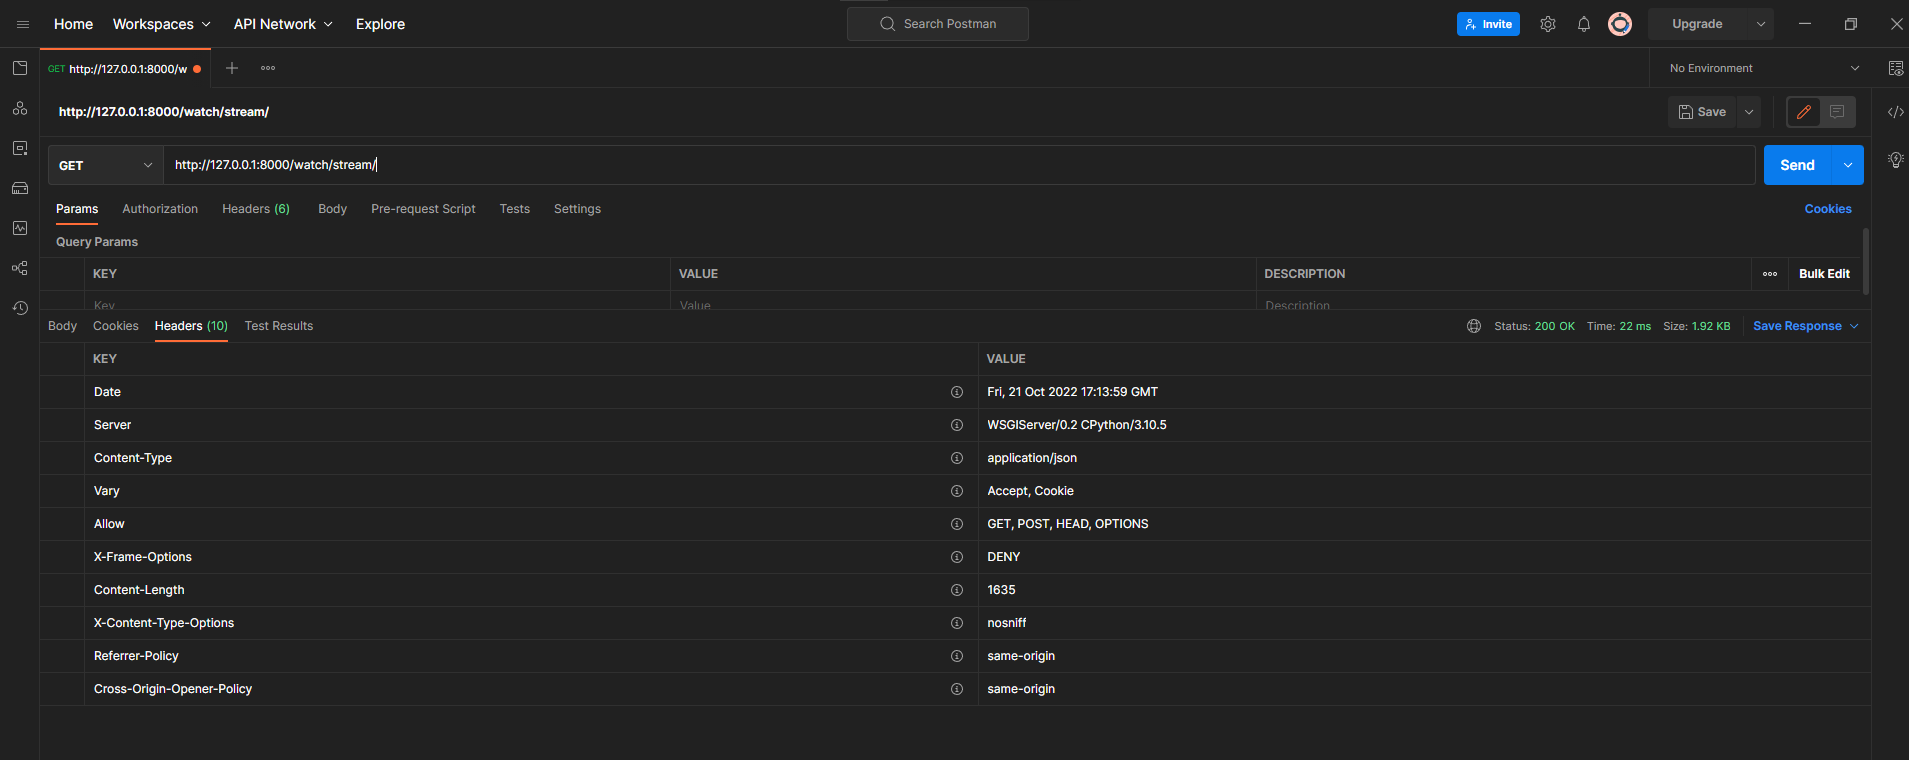 Home Workspaces API Network Explore Search Postman Invite Upgrade
GET http://127.0.0.1:8000/w No Environment
http://127.0.0.1:8000/watch/stream/ Save
GET http://127.0.0.1:8000/watch/stream/ Send
Params Authorization Headers (6) Body Pre-request Script Tests Settings Cookies
Query Params
KEY VALUE DESCRIPTION Bulk Edit
Key Value Description
Body Cookies Headers (10) Test Results Status: 200 OK Time: 22 ms Size: 1.92 KB Save Response
KEY VALUE
Date Fri, 21 Oct 2022 17:13:59 GMT
Server WSGIServer/0.2 CPython/3.10.5
Content-Type application/json
Vary Accept, Cookie
Allow GET, POST, HEAD, OPTIONS
X-Frame-Options DENY
Content-Length 1635
X-Content-Type-Options nosniff
Referrer-Policy same-origin
Cross-Origin-Opener-Policy same-origin